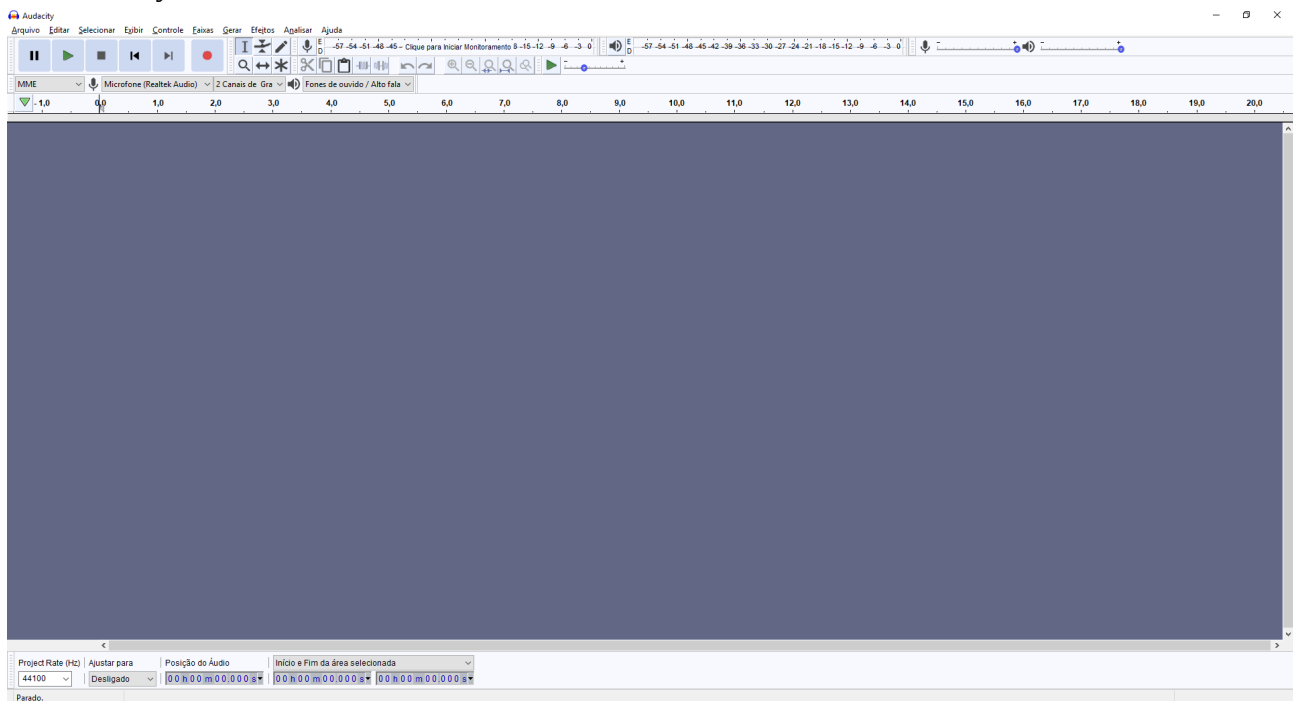 Audacity
Arquivo Editar Selecionar Exibir Controle Faixas Gerar Efeitos Analisar Ajuda
E D -57 -54 -51 -48 -45 - Clique para Iniciar Monitoramento 8 -15 -12 -9 -6 -3 0 E D -57 -54 -51 -48 -45 -42 -39 -36 -33 -30 -27 -24 -21 -18 -15 -12 -9 -6 -3 0
MME Microfone (Realtek Audio) 2 Canais de Gra Fones de ouvido / Alto fala
- 1,0 0,0 1,0 2,0 3,0 4,0 5,0 6,0 7,0 8,0 9,0 10,0 11,0 12,0 13,0 14,0 15,0 16,0 17,0 18,0 19,0 20,0
Project Rate (Hz) Ajustar para Posição do Áudio Início e Fim da área selecionada
44100 Desligado 00 h 00 m 00.000 s 00 h 00 m 00.000 s 00 h 00 m 00.000 s
Parado.